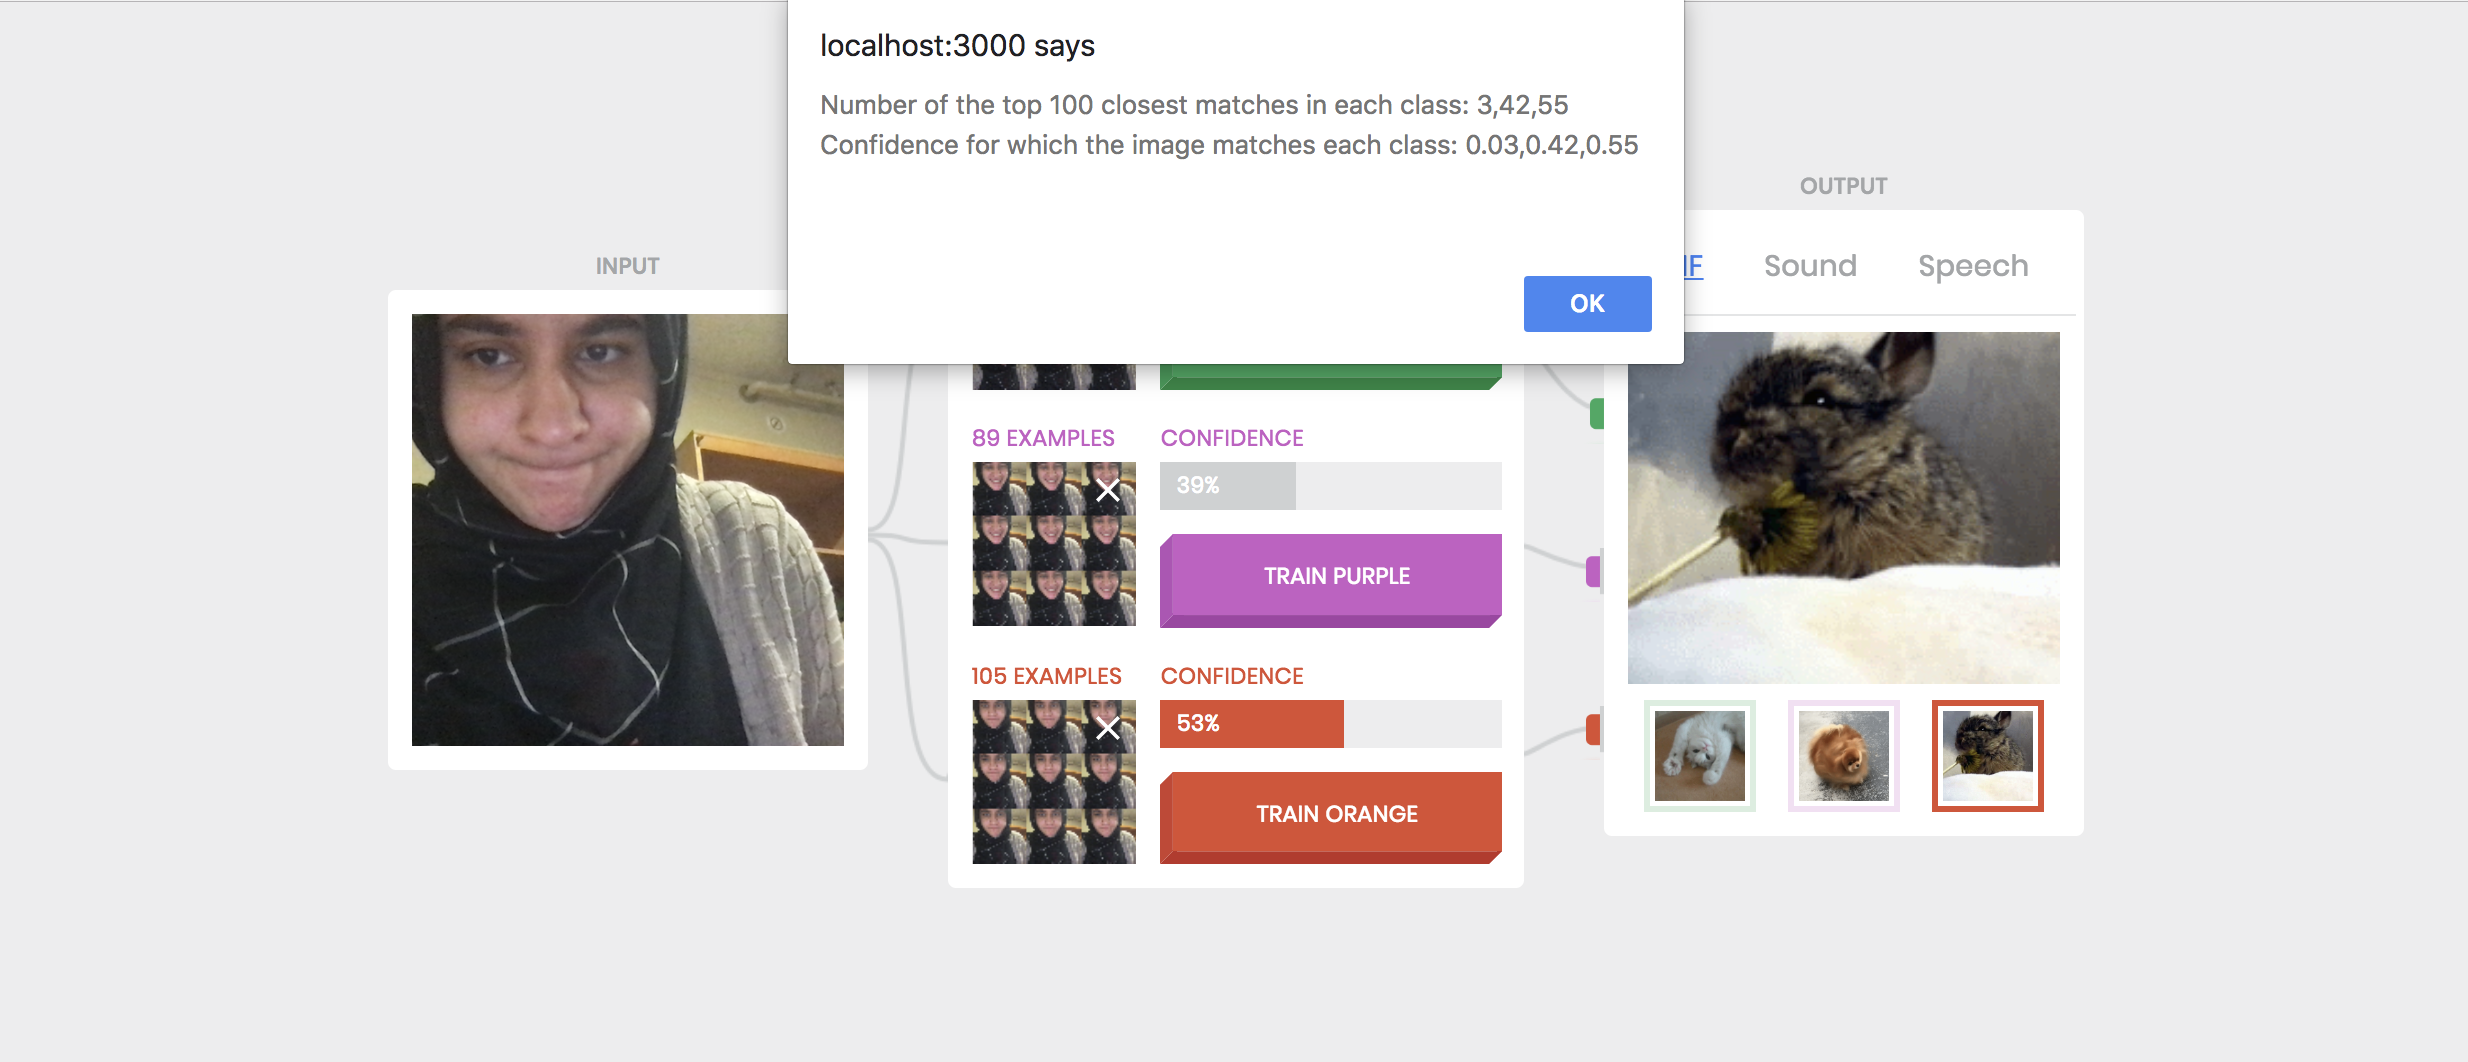 localhost:3000 says
Number of the top 100 closest matches in each class: 3,42,55
Confidence for which the image matches each class: 0.03,0.42,0.55
OK
INPUT
OUTPUT
IF Sound Speech
89 EXAMPLES CONFIDENCE
39%
TRAIN PURPLE
105 EXAMPLES CONFIDENCE
53%
TRAIN ORANGE